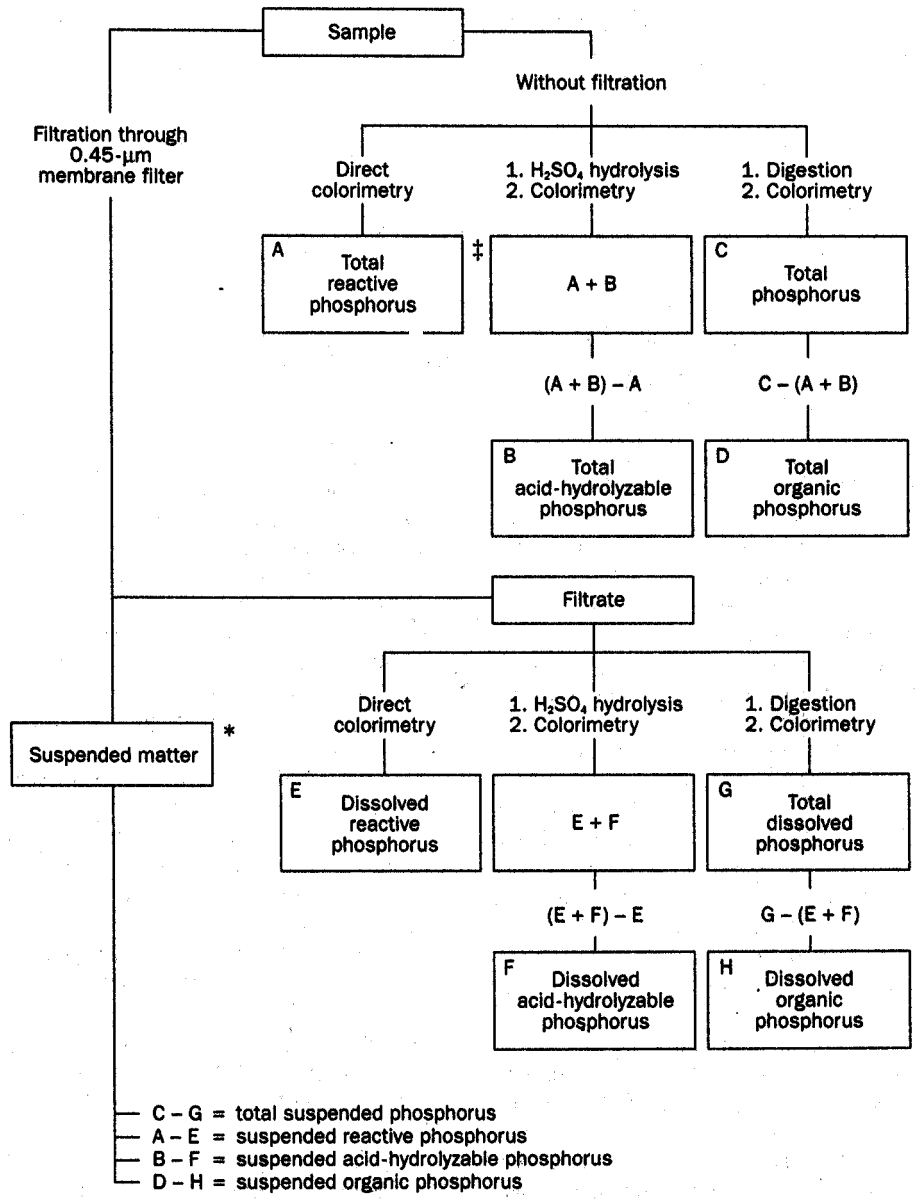 Sample
Without filtration
Filtration through
0.45-μm
membrane filter
Direct
colorimetry
1. H₂SO₄ hydrolysis
2. Colorimetry
1. Digestion
2. Colorimetry
A
Total
reactive
phosphorus
‡
A + B
C
Total
phosphorus
(A + B) – A
C – (A + B)
B
Total
acid-hydrolyzable
phosphorus
D
Total
organic
phosphorus
Filtrate
Direct
colorimetry
1. H₂SO₄ hydrolysis
2. Colorimetry
1. Digestion
2. Colorimetry
Suspended matter
*
E
Dissolved
reactive
phosphorus
E + F
G
Total
dissolved
phosphorus
(E + F) – E
G – (E + F)
F
Dissolved
acid-hydrolyzable
phosphorus
H
Dissolved
organic
phosphorus
C – G = total suspended phosphorus
A – E = suspended reactive phosphorus
B – F = suspended acid-hydrolyzable phosphorus
D – H = suspended organic phosphorus